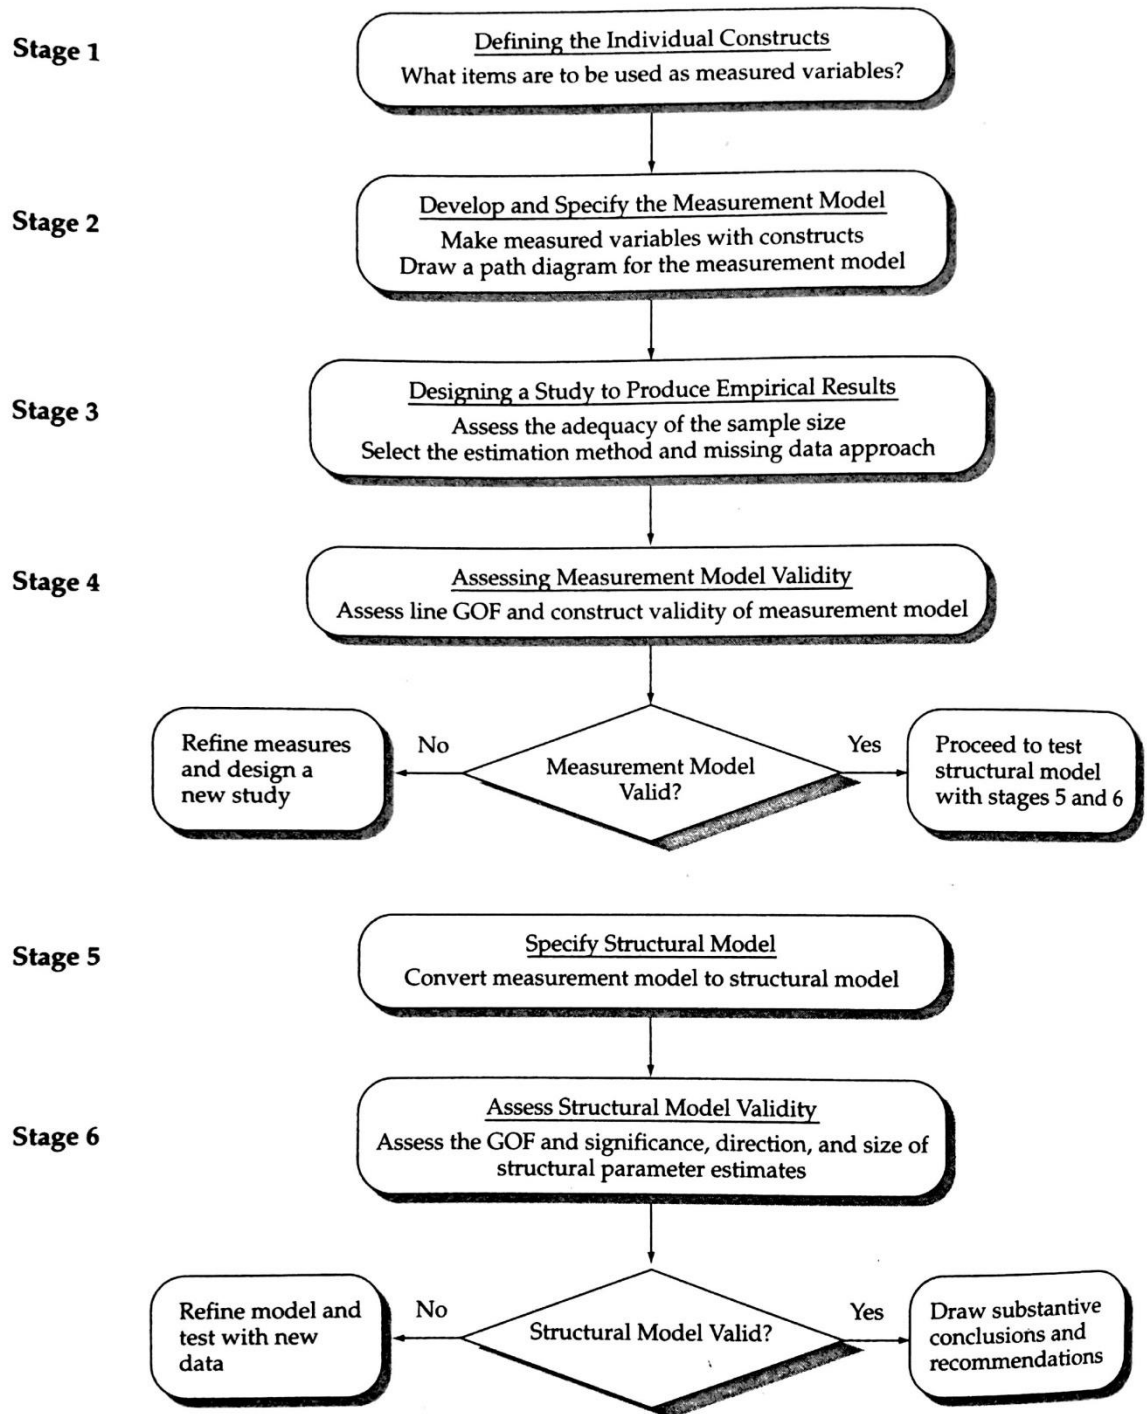 Stage 1
Defining the Individual Constructs
What items are to be used as measured variables?
Stage 2
Develop and Specify the Measurement Model
Make measured variables with constructs
Draw a path diagram for the measurement model
Stage 3
Designing a Study to Produce Empirical Results
Assess the adequacy of the sample size
Select the estimation method and missing data approach
Stage 4
Assessing Measurement Model Validity
Assess line GOF and construct validity of measurement model
Refine measures
and design a
new study
No
Measurement Model
Valid?
Yes
Proceed to test
structural model
with stages 5 and 6
Stage 5
Specify Structural Model
Convert measurement model to structural model
Stage 6
Assess Structural Model Validity
Assess the GOF and significance, direction, and size of
structural parameter estimates
Refine model and
test with new
data
No
Structural Model Valid?
Yes
Draw substantive
conclusions and
recommendations